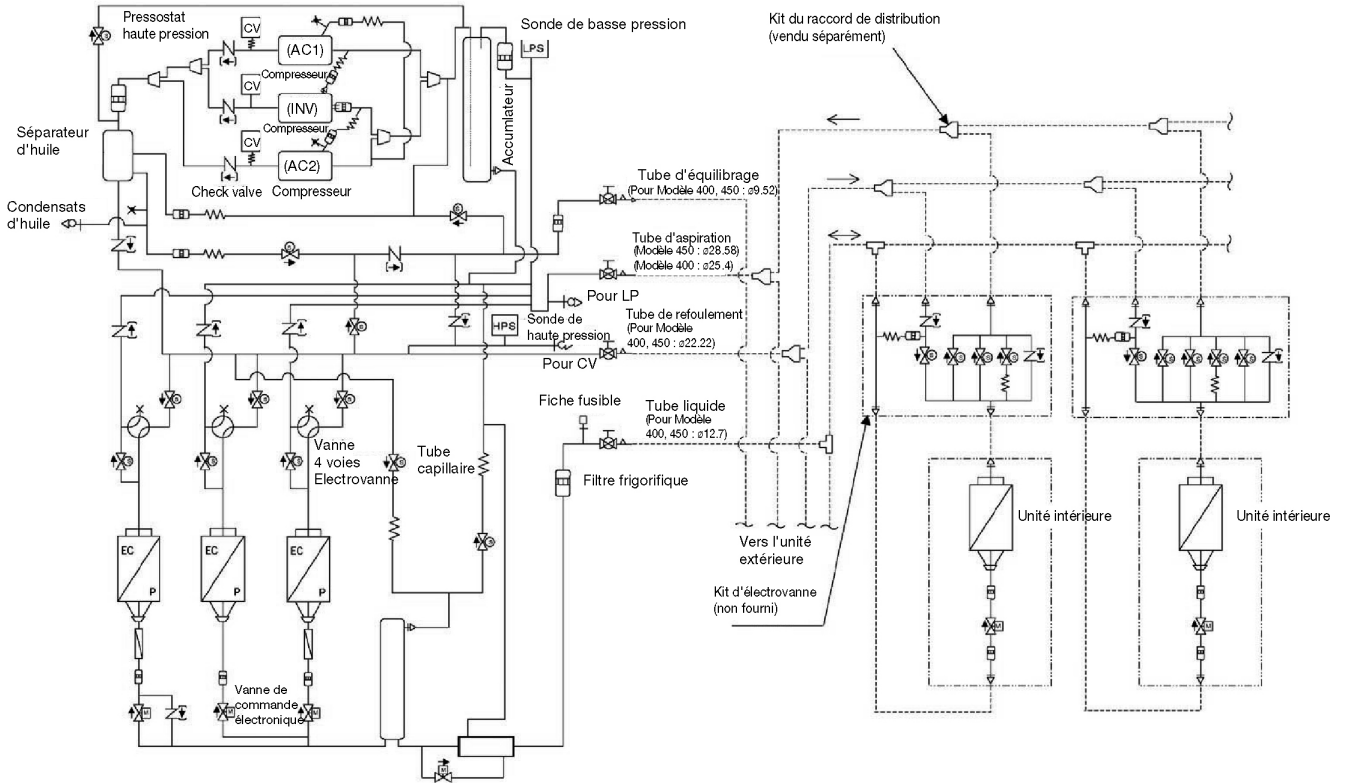 Pressostat
haute pression
CV
(AC1)
Compresseur
CV
(INV)
Compresseur
CV
(AC2)
Compresseur
Check valve
Séparateur
d'huile
Condensats
d'huile
Sonde de basse pression
LPS
Accumlateur
Kit du raccord de distribution
(vendu séparément)
Tube d'équilibrage
(Pour Modèle 400, 450 : ø9.52)
Tube d'aspiration
(Modèle 450 : ø28.58)
(Modèle 400 : ø25.4)
Pour LP
HPS
Sonde de
haute pression
Pour CV
Tube de refoulement
(Pour Modèle
400, 450 : ø22.22)
Fiche fusible
Tube liquide
(Pour Modèle
400, 450 : ø12.7)
Filtre frigorifique
Vanne
4 voies
Electrovanne
Tube
capillaire
S
S
S
S
S
S
S
S
S
S
S
S
S
EC
P
EC
P
EC
P
Vanne de
commande
électronique
M
M
M
M
Vers l'unité
extérieure
Kit d'électrovanne
(non fourni)
S
S
S
S
S
S
S
S
S
Unité intérieure
Unité intérieure
M
M